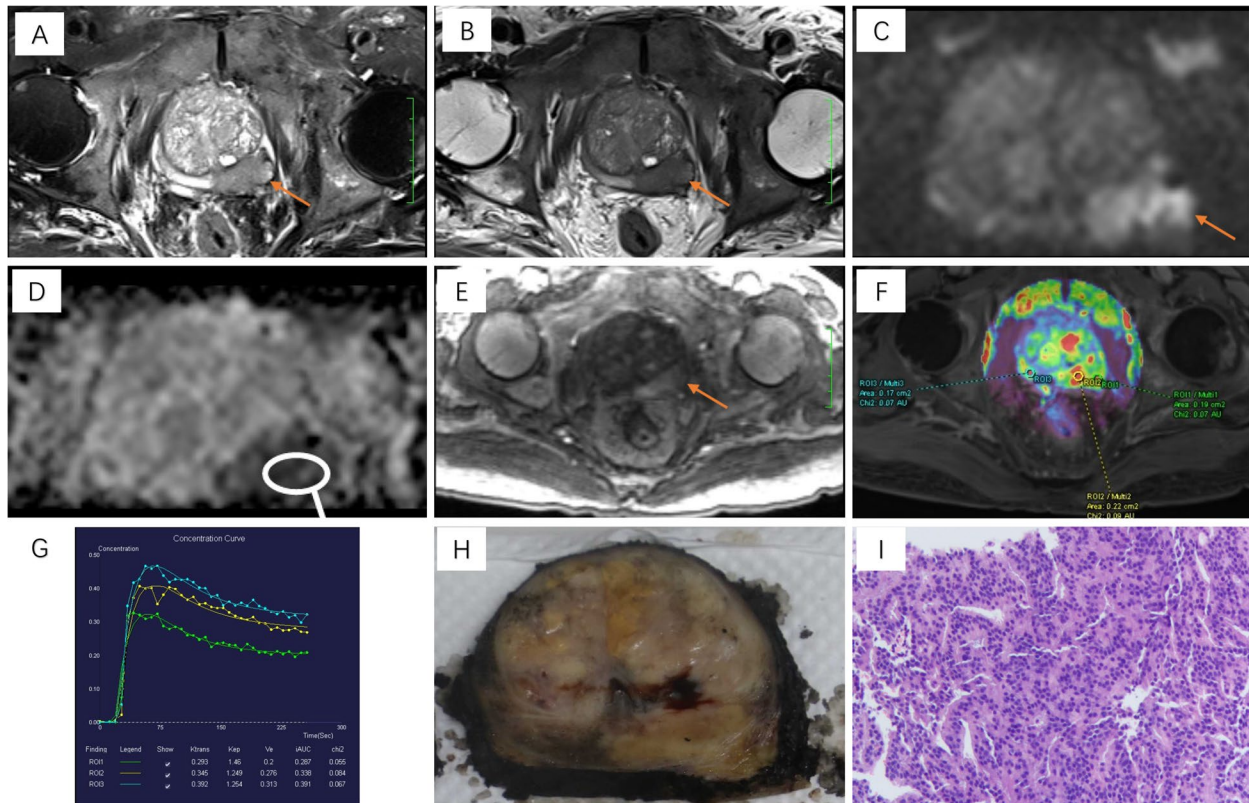 A
B
C
D
E
F
ROI3 / Multi3
Area: 0.17 cm2
Chi2: 0.07 AU
ROI3
ROI2
ROI1
ROI1 / Multi1
Area: 0.19 cm2
Chi2: 0.07 AU
ROI2 / Multi2
Area: 0.22 cm2
Chi2: 0.09 AU
G
Concentration Curve
Concentration
0.50
0.40
0.30
0.20
0.10
0.00
0
75
150
225
300
Time(Sec)
Finding Legend Show Ktrans Kep Ve iAUC chi2
ROI1 0.293 1.46 0.2 0.287 0.055
ROI2 0.345 1.249 0.276 0.338 0.084
ROI3 0.392 1.254 0.313 0.391 0.067
H
I